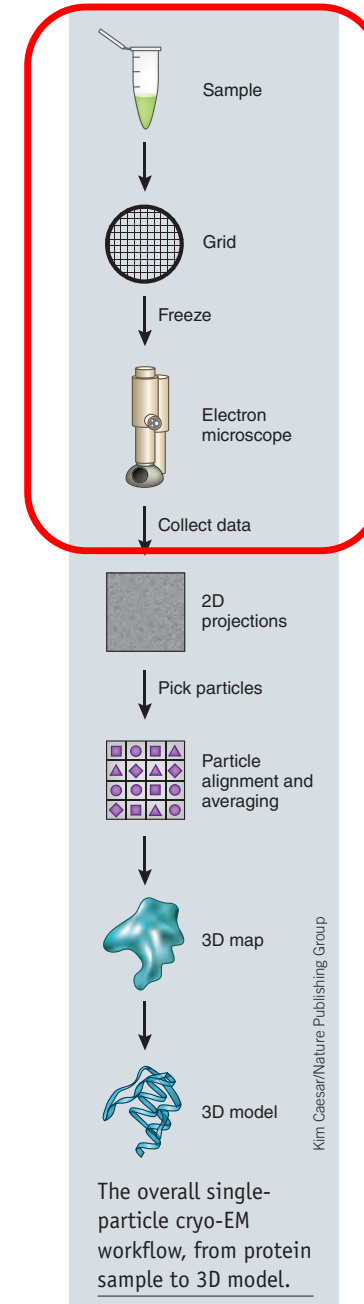 Sample
Grid
Freeze
Electron
microscope
Collect data
2D
projections
Pick particles
Particle
alignment and
averaging
3D map
3D model
Kim Caesar/Nature Publishing Group
The overall single-
particle cryo-EM
workflow, from protein
sample to 3D model.